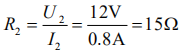 R₂ = U₂/I₂ = 12V/0.8A = 15Ω